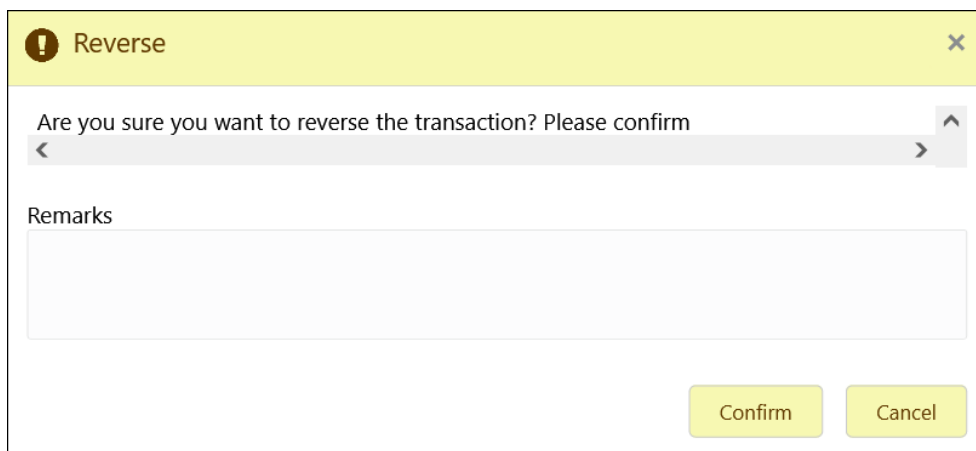 Reverse
Are you sure you want to reverse the transaction? Please confirm
Remarks
Confirm Cancel